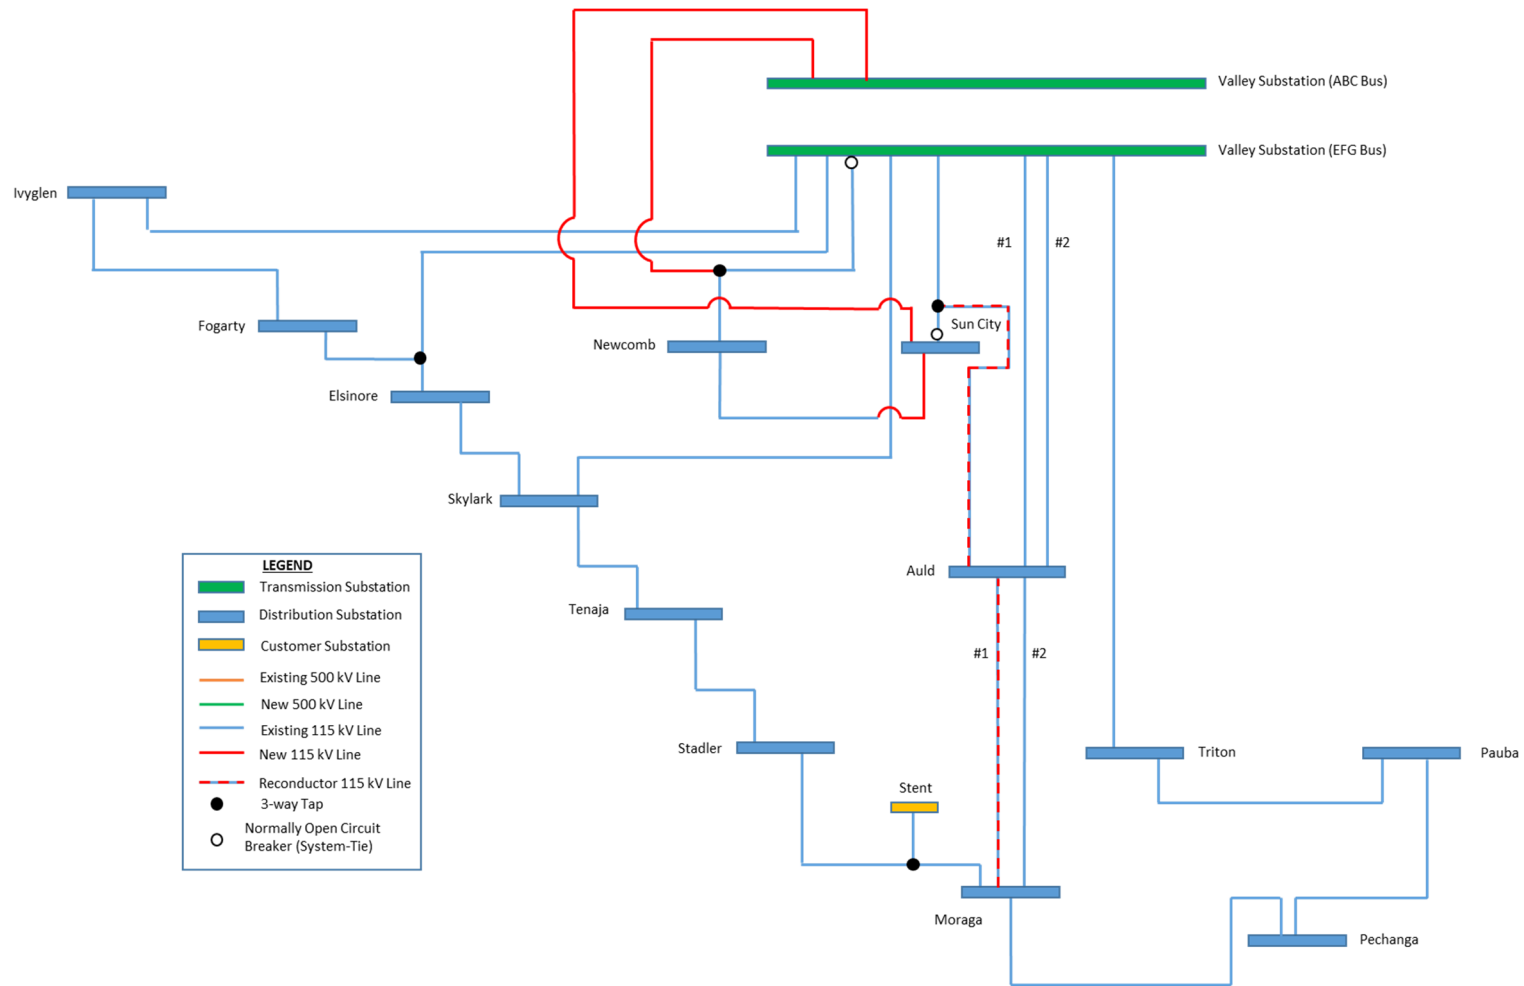 Valley Substation (ABC Bus)
Valley Substation (EFG Bus)
Ivyglen
#1
#2
Fogarty
Sun City
Newcomb
Elsinore
Skylark
LEGEND
Transmission Substation
Distribution Substation
Customer Substation
Existing 500 kV Line
New 500 kV Line
Existing 115 kV Line
New 115 kV Line
Reconductor 115 kV Line
3-way Tap
Normally Open Circuit
Breaker (System-Tie)
Auld
Tenaja
#1
#2
Stadler
Triton
Pauba
Stent
Moraga
Pechanga